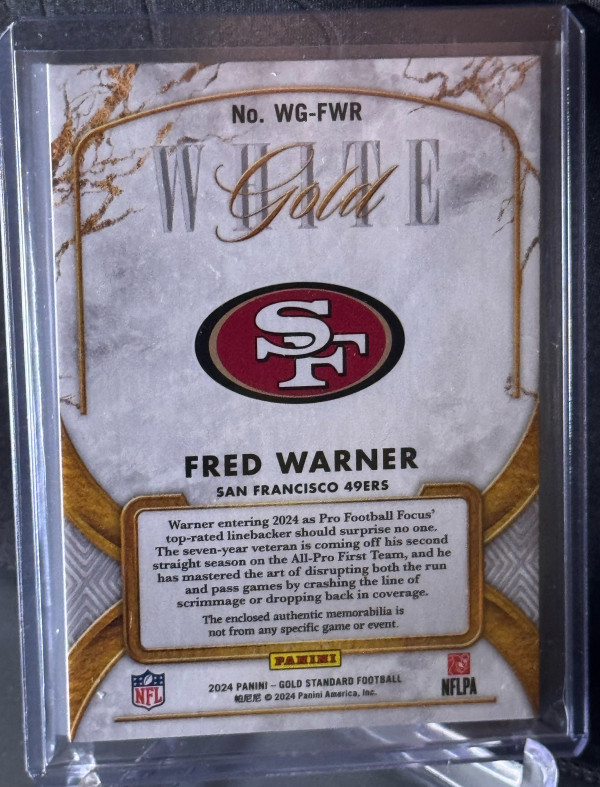 No. WG-FWR
WHITE
Gold
SF
FRED WARNER
SAN FRANCISCO 49ERS
Warner entering 2024 as Pro Football Focus'
top-rated linebacker should surprise no one.
The seven-year veteran is coming off his second
straight season on the All-Pro First Team, and he
has mastered the art of disrupting both the run
and pass games by crashing the line of
scrimmage or dropping back in coverage.
The enclosed authentic memorabilia is
not from any specific game or event.
PANINI
NFL
2024 PANINI – GOLD STANDARD FOOTBALL
帕尼尼 © 2024 Panini America, Inc.
NFLPA